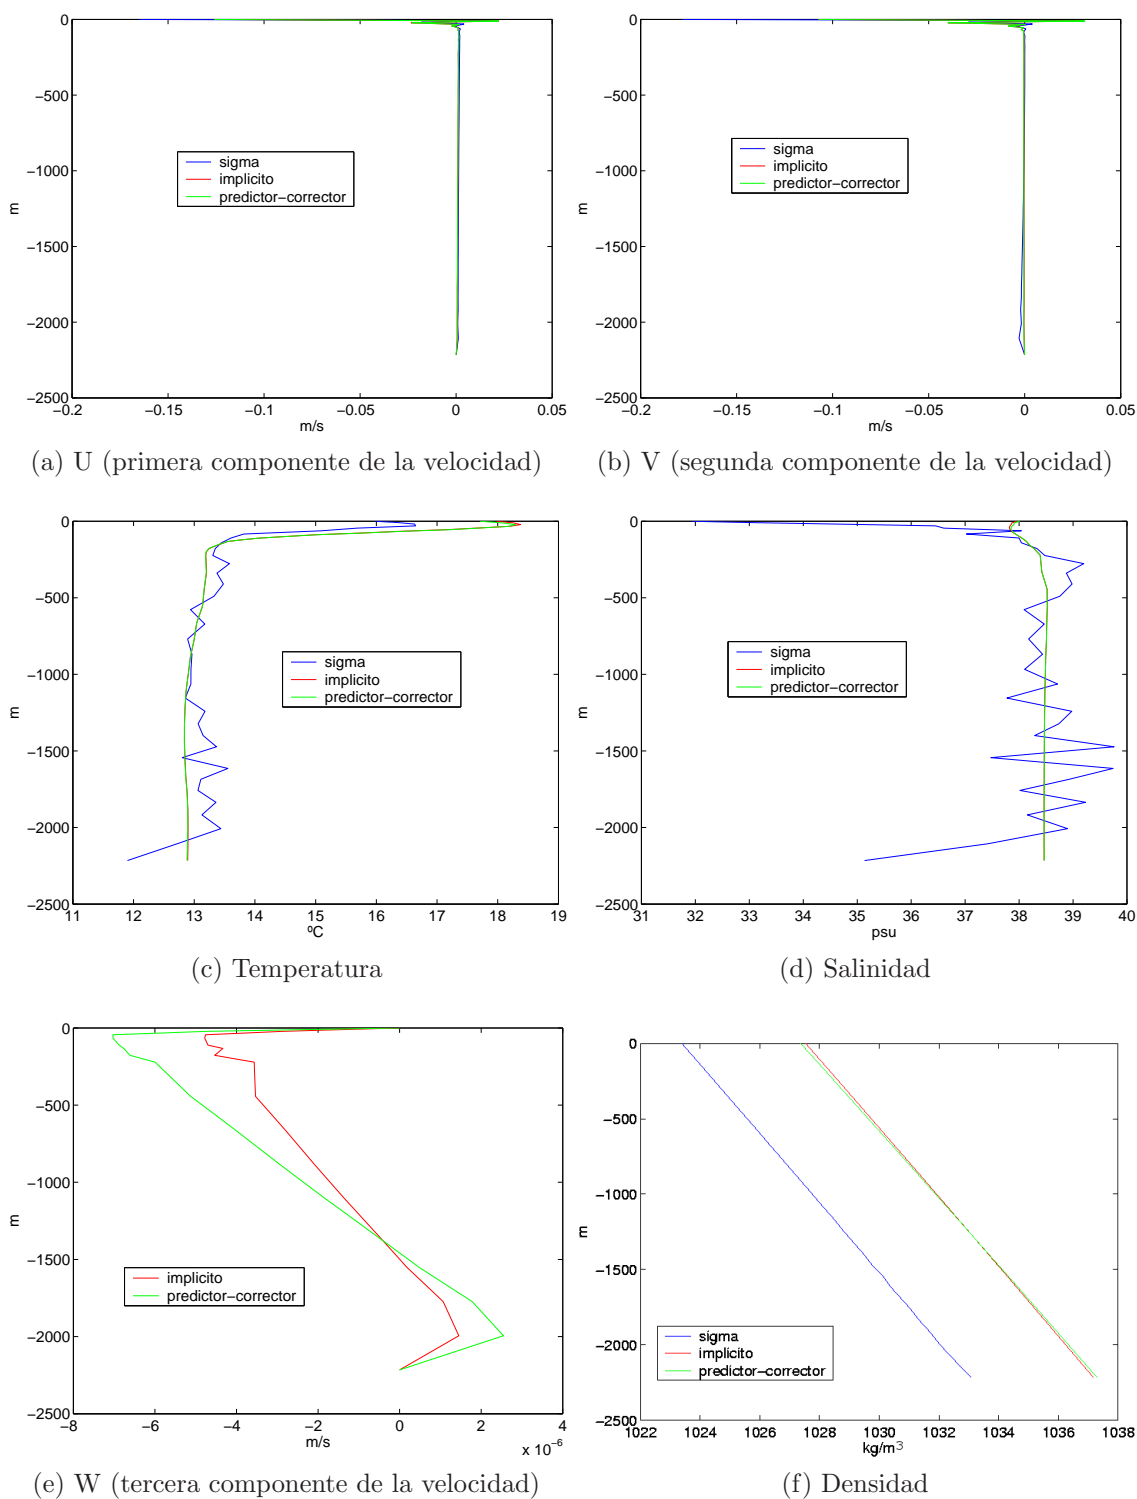 0
−500
−1000
−1500
−2000
−2500
m
sigma
implicito
predictor−corrector
−0.2 −0.15 −0.1 −0.05 0 0.05
m/s
(a) U (primera componente de la velocidad)
0
−500
−1000
−1500
−2000
−2500
m
sigma
implicito
predictor−corrector
−0.2 −0.15 −0.1 −0.05 0 0.05
m/s
(b) V (segunda componente de la velocidad)
0
−500
−1000
−1500
−2000
−2500
m
sigma
implicito
predictor−corrector
11 12 13 14 15 16 17 18 19
ºC
(c) Temperatura
0
−500
−1000
−1500
−2000
−2500
m
sigma
implicito
predictor−corrector
31 32 33 34 35 36 37 38 39 40
psu
(d) Salinidad
0
−500
−1000
−1500
−2000
−2500
m
implicito
predictor−corrector
−8 −6 −4 −2 0 2 4
m/s
x 10⁻⁶
(e) W (tercera componente de la velocidad)
0
−500
−1000
−1500
−2000
−2500
m
sigma
implicito
predictor−corrector
1022 1024 1026 1028 1030 1032 1034 1036 1038
kg/m³
(f) Densidad